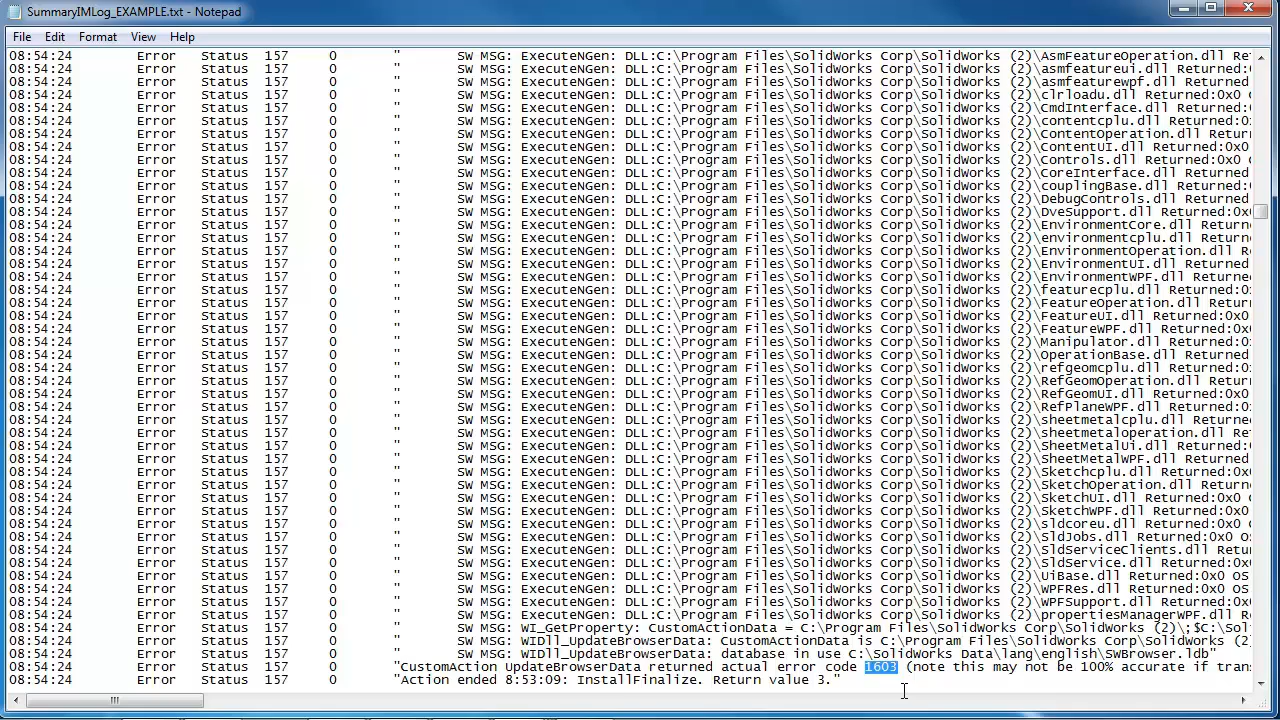 SummaryIMLog_EXAMPLE.txt - Notepad
File Edit Format View Help
08:54:24 Error Status 157 0 " SW MSG: ExecuteNGen: DLL:C:\Program Files\SolidWorks Corp\SolidWorks (2)\AsmFeatureOperation.dll Ret
08:54:24 Error Status 157 0 " SW MSG: ExecuteNGen: DLL:C:\Program Files\SolidWorks Corp\SolidWorks (2)\asmfeatureui.dll Returned:0
08:54:24 Error Status 157 0 " SW MSG: ExecuteNGen: DLL:C:\Program Files\SolidWorks Corp\SolidWorks (2)\asmfeaturewpf.dll Returned:
08:54:24 Error Status 157 0 " SW MSG: ExecuteNGen: DLL:C:\Program Files\SolidWorks Corp\SolidWorks (2)\clrloadu.dll Returned:0x0 O
08:54:24 Error Status 157 0 " SW MSG: ExecuteNGen: DLL:C:\Program Files\SolidWorks Corp\SolidWorks (2)\CmdInterface.dll Returned:0
08:54:24 Error Status 157 0 " SW MSG: ExecuteNGen: DLL:C:\Program Files\SolidWorks Corp\SolidWorks (2)\contentcplu.dll Returned:0x
08:54:24 Error Status 157 0 " SW MSG: ExecuteNGen: DLL:C:\Program Files\SolidWorks Corp\SolidWorks (2)\ContentOperation.dll Return
08:54:24 Error Status 157 0 " SW MSG: ExecuteNGen: DLL:C:\Program Files\SolidWorks Corp\SolidWorks (2)\ContentUI.dll Returned:0x0
08:54:24 Error Status 157 0 " SW MSG: ExecuteNGen: DLL:C:\Program Files\SolidWorks Corp\SolidWorks (2)\Controls.dll Returned:0x0 O
08:54:24 Error Status 157 0 " SW MSG: ExecuteNGen: DLL:C:\Program Files\SolidWorks Corp\SolidWorks (2)\CoreInterface.dll Returned:
08:54:24 Error Status 157 0 " SW MSG: ExecuteNGen: DLL:C:\Program Files\SolidWorks Corp\SolidWorks (2)\couplingBase.dll Returned:0
08:54:24 Error Status 157 0 " SW MSG: ExecuteNGen: DLL:C:\Program Files\SolidWorks Corp\SolidWorks (2)\DebugControls.dll Returned:
08:54:24 Error Status 157 0 " SW MSG: ExecuteNGen: DLL:C:\Program Files\SolidWorks Corp\SolidWorks (2)\DveSupport.dll Returned:0x0
08:54:24 Error Status 157 0 " SW MSG: ExecuteNGen: DLL:C:\Program Files\SolidWorks Corp\SolidWorks (2)\EnvironmentCore.dll Returne
08:54:24 Error Status 157 0 " SW MSG: ExecuteNGen: DLL:C:\Program Files\SolidWorks Corp\SolidWorks (2)\environmentcplu.dll Returne
08:54:24 Error Status 157 0 " SW MSG: ExecuteNGen: DLL:C:\Program Files\SolidWorks Corp\SolidWorks (2)\EnvironmentOperation.dll Re
08:54:24 Error Status 157 0 " SW MSG: ExecuteNGen: DLL:C:\Program Files\SolidWorks Corp\SolidWorks (2)\EnvironmentUI.dll Returned:
08:54:24 Error Status 157 0 " SW MSG: ExecuteNGen: DLL:C:\Program Files\SolidWorks Corp\SolidWorks (2)\EnvironmentWPF.dll Returned
08:54:24 Error Status 157 0 " SW MSG: ExecuteNGen: DLL:C:\Program Files\SolidWorks Corp\SolidWorks (2)\featurecplu.dll Returned:0x
08:54:24 Error Status 157 0 " SW MSG: ExecuteNGen: DLL:C:\Program Files\SolidWorks Corp\SolidWorks (2)\FeatureOperation.dll Return
08:54:24 Error Status 157 0 " SW MSG: ExecuteNGen: DLL:C:\Program Files\SolidWorks Corp\SolidWorks (2)\FeatureUI.dll Returned:0x0
08:54:24 Error Status 157 0 " SW MSG: ExecuteNGen: DLL:C:\Program Files\SolidWorks Corp\SolidWorks (2)\FeatureWPF.dll Returned:0x0
08:54:24 Error Status 157 0 " SW MSG: ExecuteNGen: DLL:C:\Program Files\SolidWorks Corp\SolidWorks (2)\Manipulator.dll Returned:0x
08:54:24 Error Status 157 0 " SW MSG: ExecuteNGen: DLL:C:\Program Files\SolidWorks Corp\SolidWorks (2)\OperationBase.dll Returned:
08:54:24 Error Status 157 0 " SW MSG: ExecuteNGen: DLL:C:\Program Files\SolidWorks Corp\SolidWorks (2)\refgeomcplu.dll Returned:0x
08:54:24 Error Status 157 0 " SW MSG: ExecuteNGen: DLL:C:\Program Files\SolidWorks Corp\SolidWorks (2)\RefGeomOperation.dll Return
08:54:24 Error Status 157 0 " SW MSG: ExecuteNGen: DLL:C:\Program Files\SolidWorks Corp\SolidWorks (2)\RefGeomUI.dll Returned:0x0
08:54:24 Error Status 157 0 " SW MSG: ExecuteNGen: DLL:C:\Program Files\SolidWorks Corp\SolidWorks (2)\RefPlaneWPF.dll Returned:0x
08:54:24 Error Status 157 0 " SW MSG: ExecuteNGen: DLL:C:\Program Files\SolidWorks Corp\SolidWorks (2)\sheetmetalcplu.dll Returned
08:54:24 Error Status 157 0 " SW MSG: ExecuteNGen: DLL:C:\Program Files\SolidWorks Corp\SolidWorks (2)\sheetmetaloperation.dll Ret
08:54:24 Error Status 157 0 " SW MSG: ExecuteNGen: DLL:C:\Program Files\SolidWorks Corp\SolidWorks (2)\SheetMetalUi.dll Returned:0
08:54:24 Error Status 157 0 " SW MSG: ExecuteNGen: DLL:C:\Program Files\SolidWorks Corp\SolidWorks (2)\SheetMetalWPF.dll Returned:
08:54:24 Error Status 157 0 " SW MSG: ExecuteNGen: DLL:C:\Program Files\SolidWorks Corp\SolidWorks (2)\Sketchcplu.dll Returned:0x0
08:54:24 Error Status 157 0 " SW MSG: ExecuteNGen: DLL:C:\Program Files\SolidWorks Corp\SolidWorks (2)\SketchOperation.dll Returne
08:54:24 Error Status 157 0 " SW MSG: ExecuteNGen: DLL:C:\Program Files\SolidWorks Corp\SolidWorks (2)\SketchUI.dll Returned:0x0 O
08:54:24 Error Status 157 0 " SW MSG: ExecuteNGen: DLL:C:\Program Files\SolidWorks Corp\SolidWorks (2)\SketchWPF.dll Returned:0x0
08:54:24 Error Status 157 0 " SW MSG: ExecuteNGen: DLL:C:\Program Files\SolidWorks Corp\SolidWorks (2)\sldcoreu.dll Returned:0x0 O
08:54:24 Error Status 157 0 " SW MSG: ExecuteNGen: DLL:C:\Program Files\SolidWorks Corp\SolidWorks (2)\SldJobs.dll Returned:0x0 OS
08:54:24 Error Status 157 0 " SW MSG: ExecuteNGen: DLL:C:\Program Files\SolidWorks Corp\SolidWorks (2)\SldServiceClients.dll Retur
08:54:24 Error Status 157 0 " SW MSG: ExecuteNGen: DLL:C:\Program Files\SolidWorks Corp\SolidWorks (2)\SldService.dll Returned:0x0
08:54:24 Error Status 157 0 " SW MSG: ExecuteNGen: DLL:C:\Program Files\SolidWorks Corp\SolidWorks (2)\UiBase.dll Returned:0x0 OS
08:54:24 Error Status 157 0 " SW MSG: ExecuteNGen: DLL:C:\Program Files\SolidWorks Corp\SolidWorks (2)\WPFRes.dll Returned:0x0 OS
08:54:24 Error Status 157 0 " SW MSG: ExecuteNGen: DLL:C:\Program Files\SolidWorks Corp\SolidWorks (2)\WPFSupport.dll Returned:0x0
08:54:24 Error Status 157 0 " SW MSG: ExecuteNGen: DLL:C:\Program Files\SolidWorks Corp\SolidWorks (2)\propertiesManagerWPF.dll Re
08:54:24 Error Status 157 0 " SW MSG: WI_GetProperty: CustomActionData = C:\Program Files\SolidWorks Corp\SolidWorks (2)\;$C:\Soli
08:54:24 Error Status 157 0 " SW MSG: WIDll_UpdateBrowserData: CustomActionData is C:\Program Files\SolidWorks Corp\SolidWorks (2)
08:54:24 Error Status 157 0 " SW MSG: WIDll_UpdateBrowserData: database in use C:\SolidWorks Data\lang\english\SWBrowser.ldb"
08:54:24 Error Status 157 0 "CustomAction UpdateBrowserData returned actual error code 1603 (note this may not be 100% accurate if tran
08:54:24 Error Status 157 0 "Action ended 8:53:09: InstallFinalize. Return value 3."